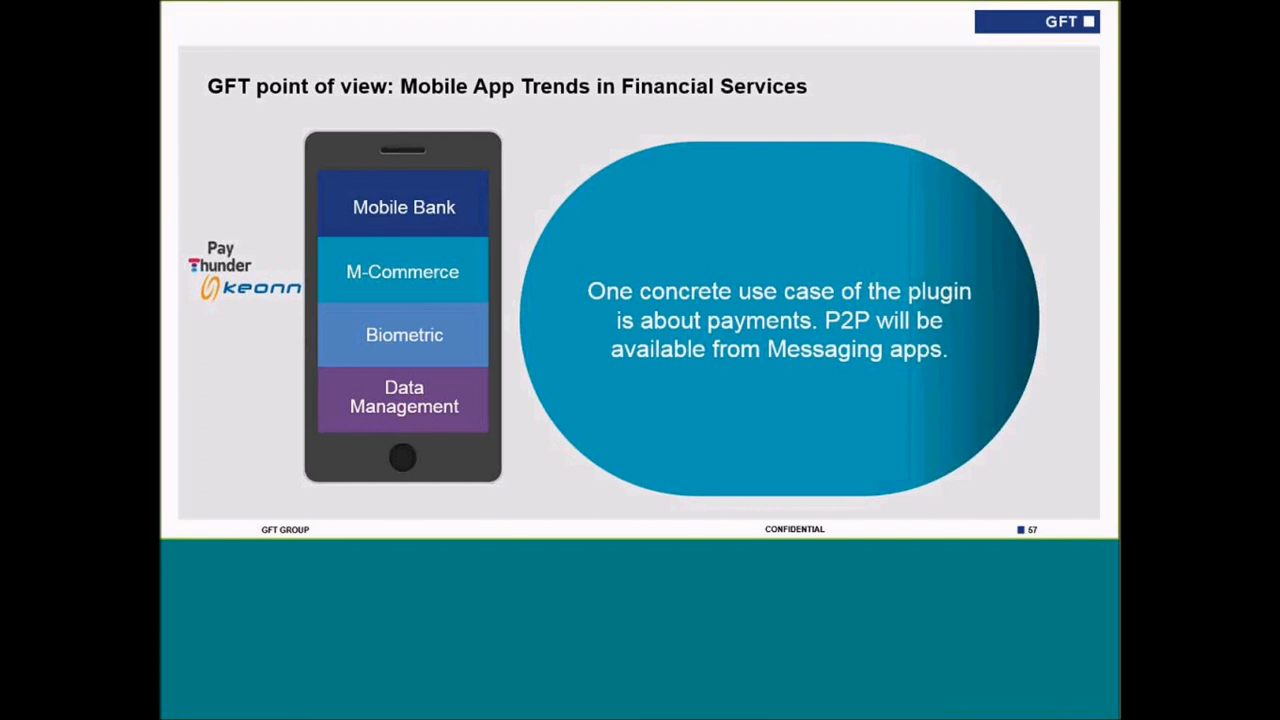 GFT
GFT point of view: Mobile App Trends in Financial Services
Pay
Thunder
keonn
Mobile Bank
M-Commerce
Biometric
Data
Management
One concrete use case of the plugin
is about payments. P2P will be
available from Messaging apps.
GFT GROUP
CONFIDENTIAL
57